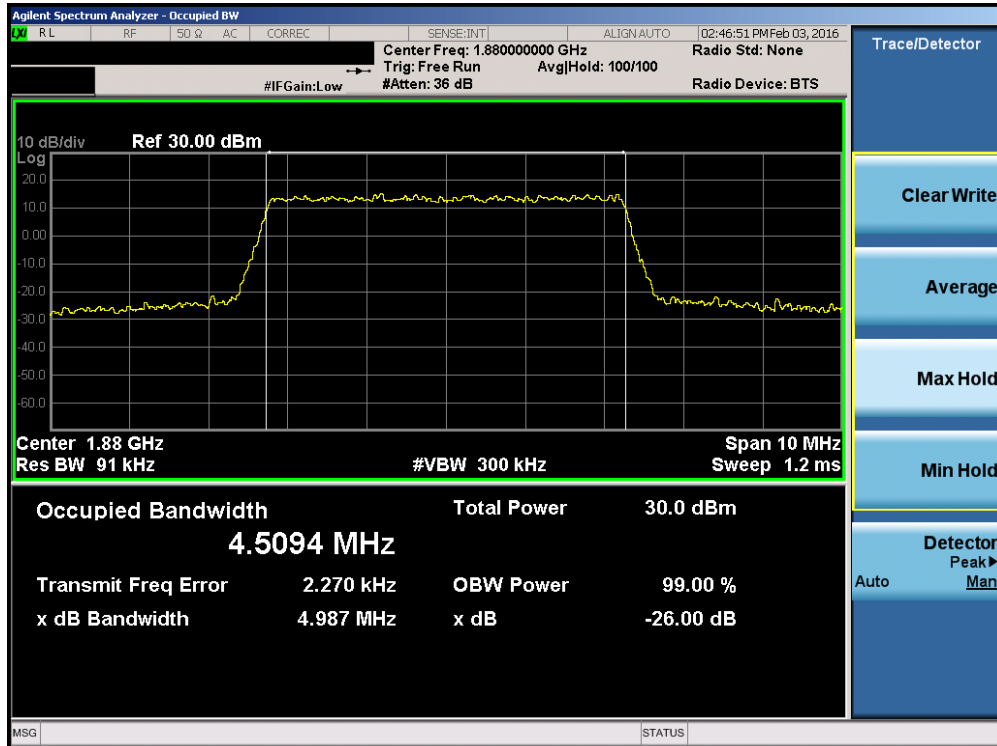 Agilent Spectrum Analyzer - Occupied BW
LXI RL RF 50 Ω AC CORREC SENSE:INT ALIGN AUTO 02:46:51 PM Feb 03, 2016
Center Freq: 1.880000000 GHz Radio Std: None
Trig: Free Run Avg|Hold: 100/100
#IFGain:Low #Atten: 36 dB Radio Device: BTS
Trace/Detector
10 dB/div Ref 30.00 dBm
Log
20.0
10.0
0.00
-10.0
-20.0
-30.0
-40.0
-50.0
-60.0
Center 1.88 GHz Span 10 MHz
Res BW 91 kHz #VBW 300 kHz Sweep 1.2 ms
Occupied Bandwidth Total Power 30.0 dBm
4.5094 MHz
Transmit Freq Error 2.270 kHz OBW Power 99.00 %
x dB Bandwidth 4.987 MHz x dB -26.00 dB
Clear Write
Average
Max Hold
Min Hold
Detector
Peak▶
Auto Man
MSG STATUS